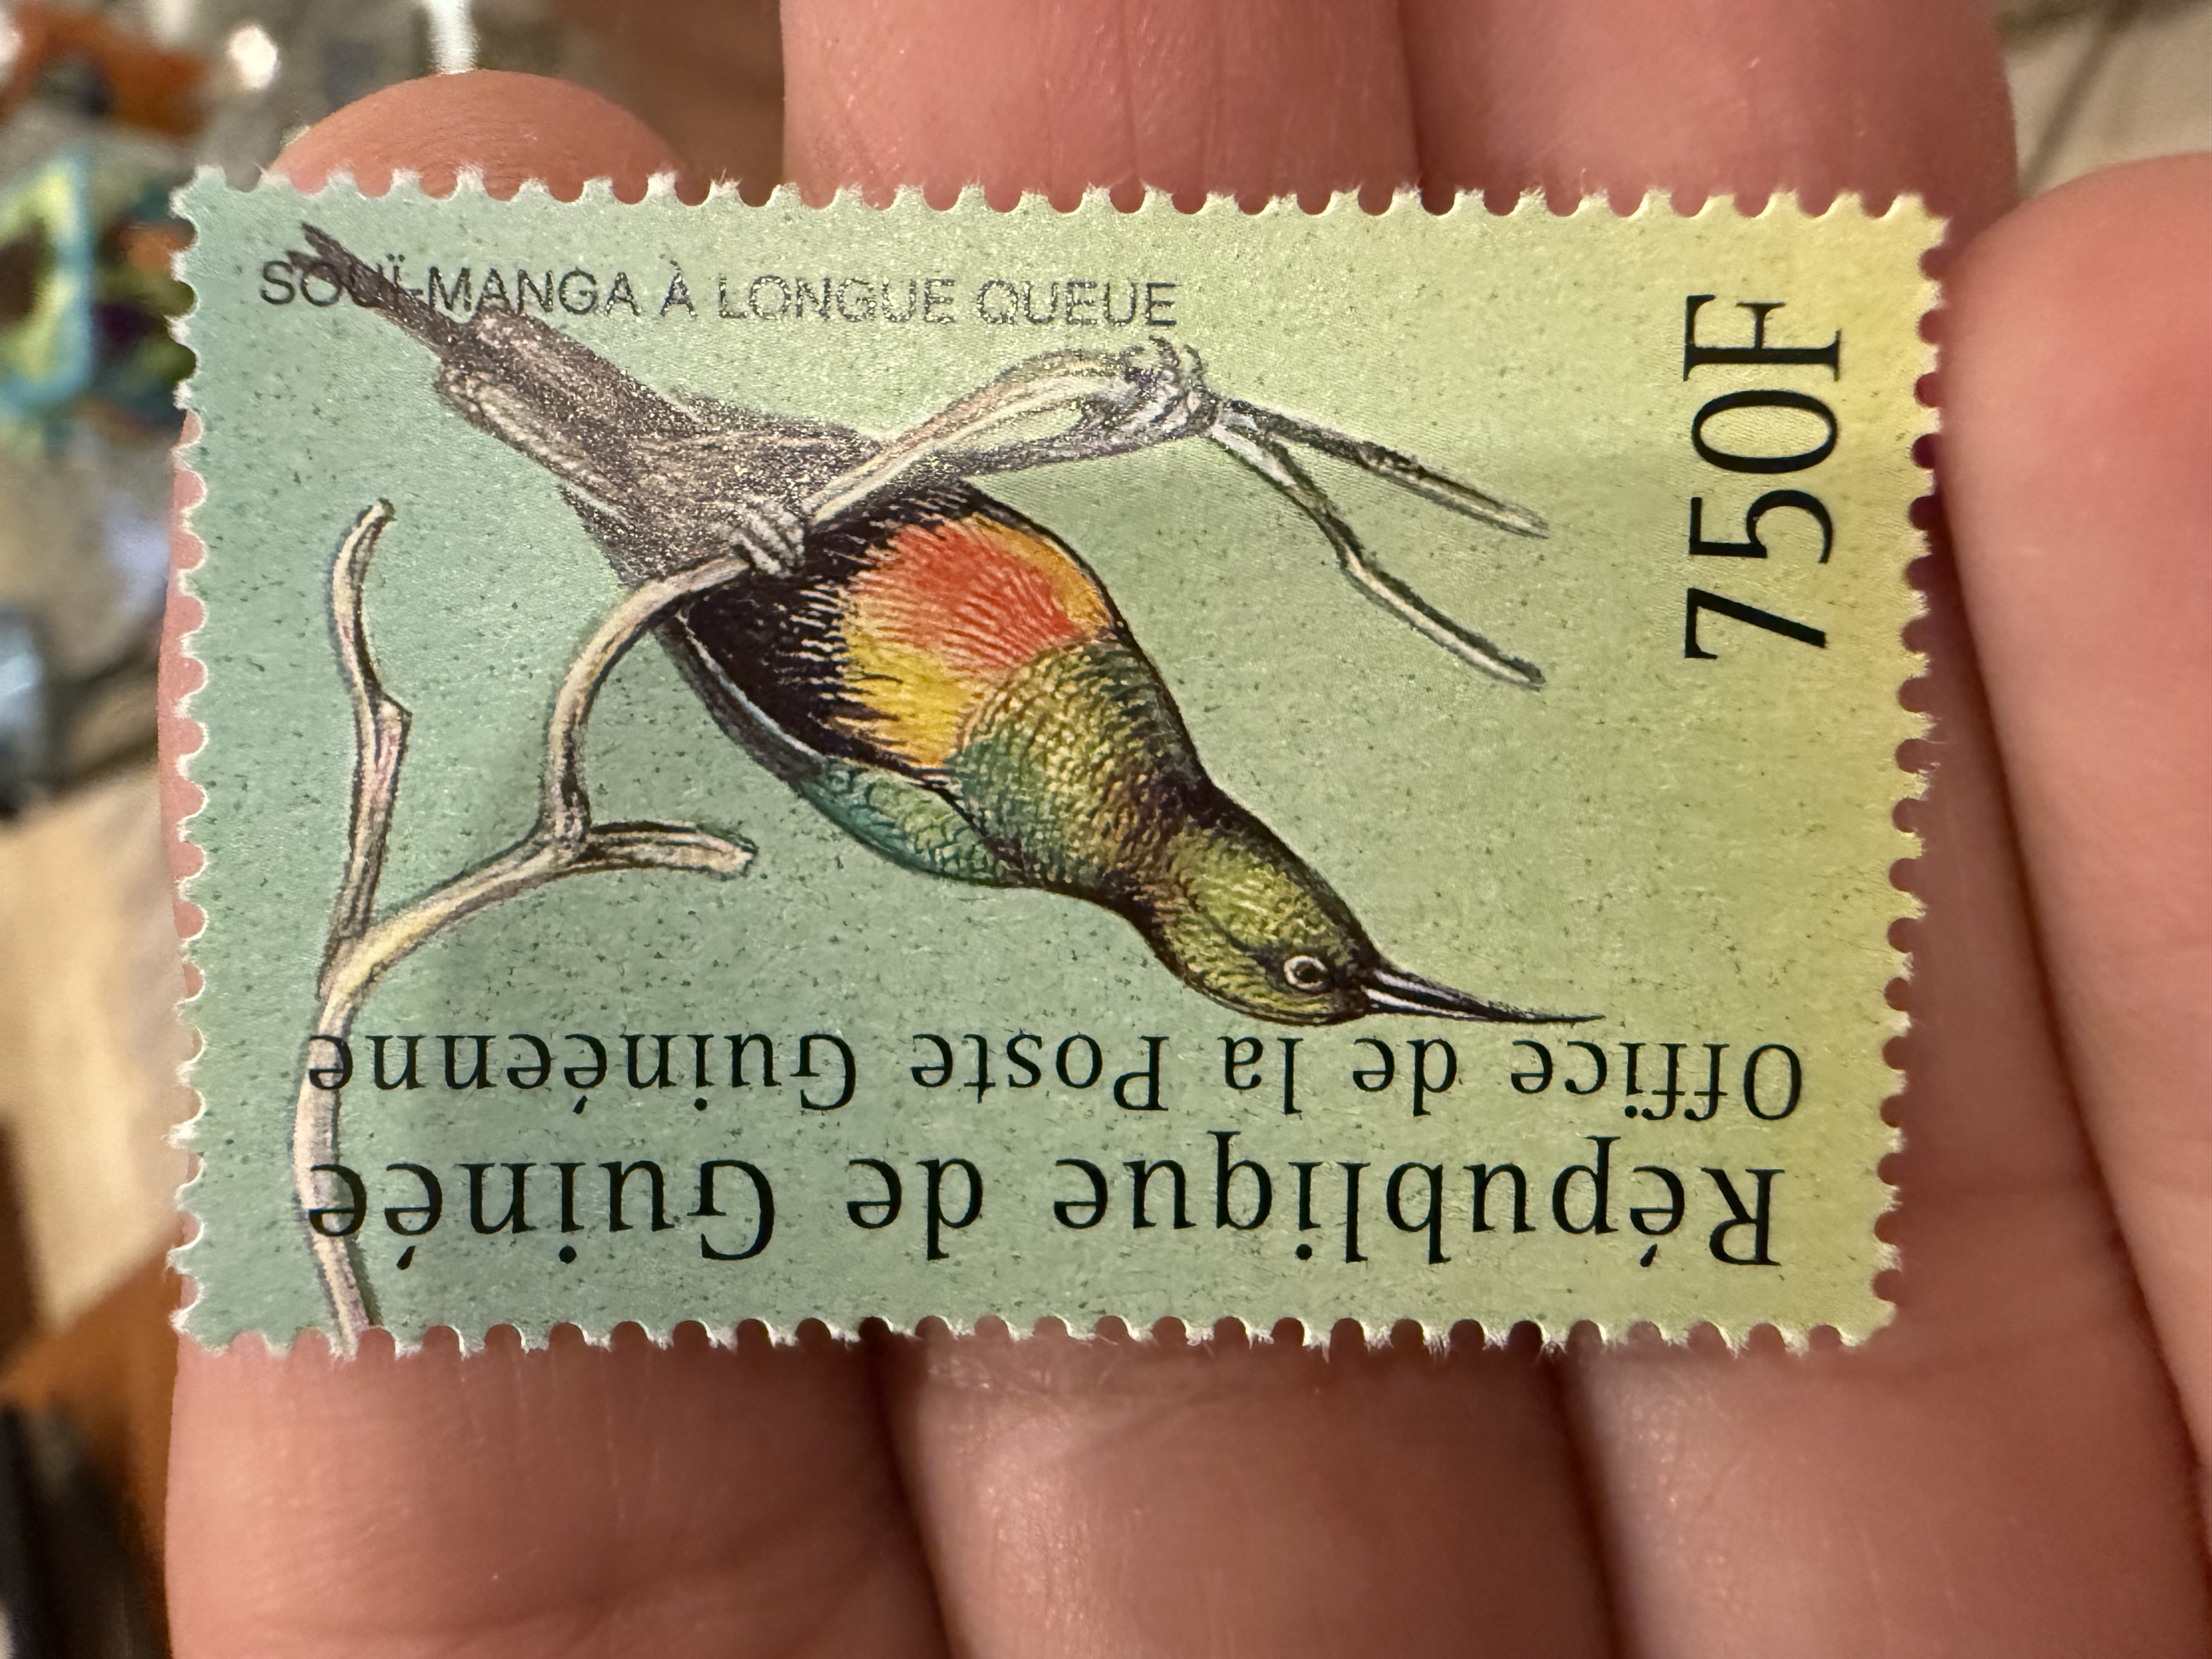 République de Guinée
Office de la Poste Guinéenne
750F
SOUÏ-MANGA À LONGUE QUEUE